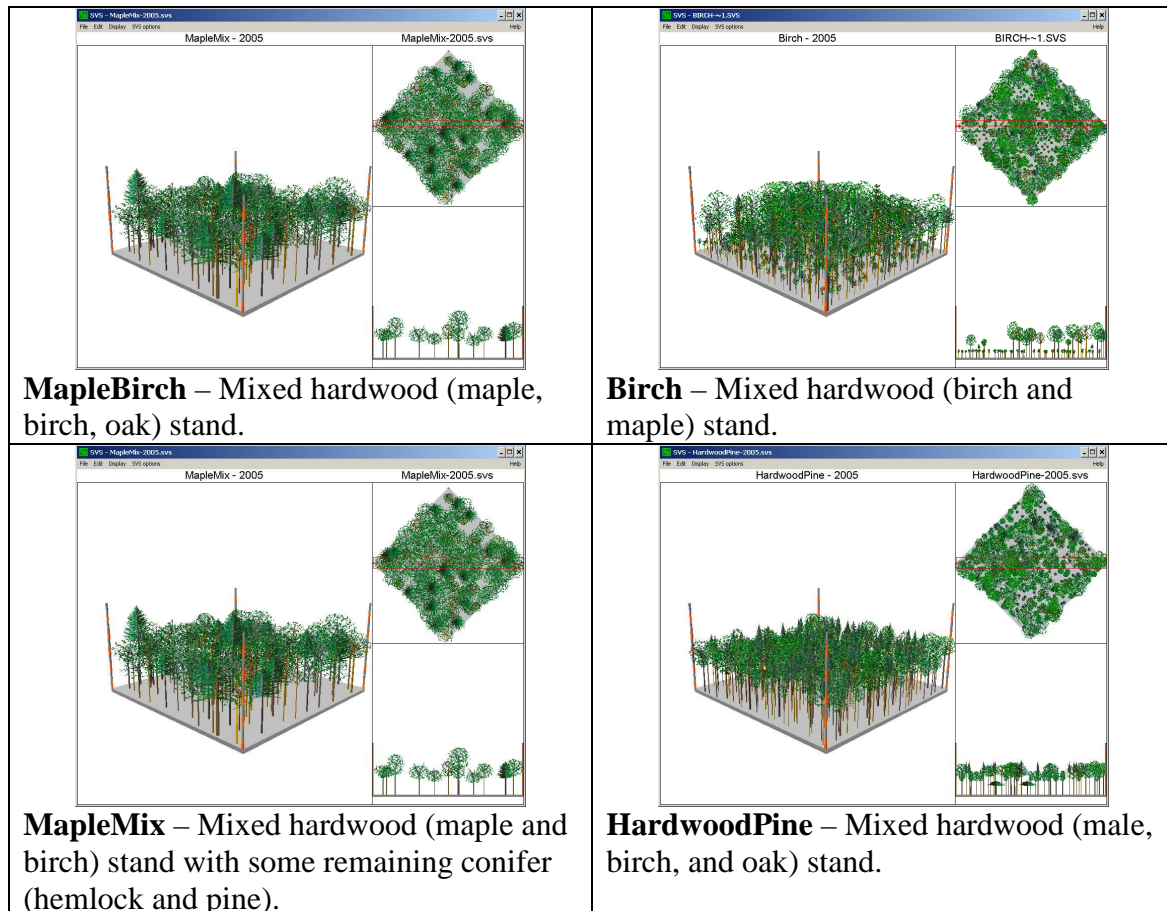 SVS - MapleMix-2005.svs
File Edit Display SVS options Help
MapleMix - 2005 MapleMix-2005.svs
MapleBirch – Mixed hardwood (maple,
birch, oak) stand.
SVS - BIRCH-~1.SVS
File Edit Display SVS options Help
Birch - 2005 BIRCH-~1.SVS
Birch – Mixed hardwood (birch and
maple) stand.
SVS - MapleMix-2005.svs
File Edit Display SVS options Help
MapleMix - 2005 MapleMix-2005.svs
MapleMix – Mixed hardwood (maple and
birch) stand with some remaining conifer
(hemlock and pine).
SVS - HardwoodPine-2005.svs
File Edit Display SVS options Help
HardwoodPine - 2005 HardwoodPine-2005.svs
HardwoodPine – Mixed hardwood (male,
birch, and oak) stand.